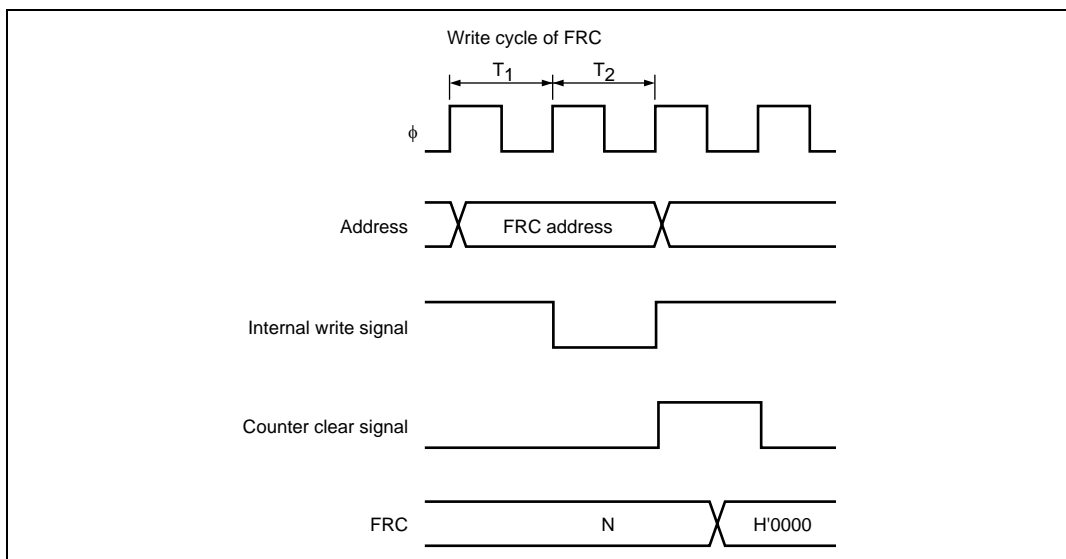 Write cycle of FRC
T1 T2
ϕ
Address FRC address
Internal write signal
Counter clear signal
FRC N H'0000